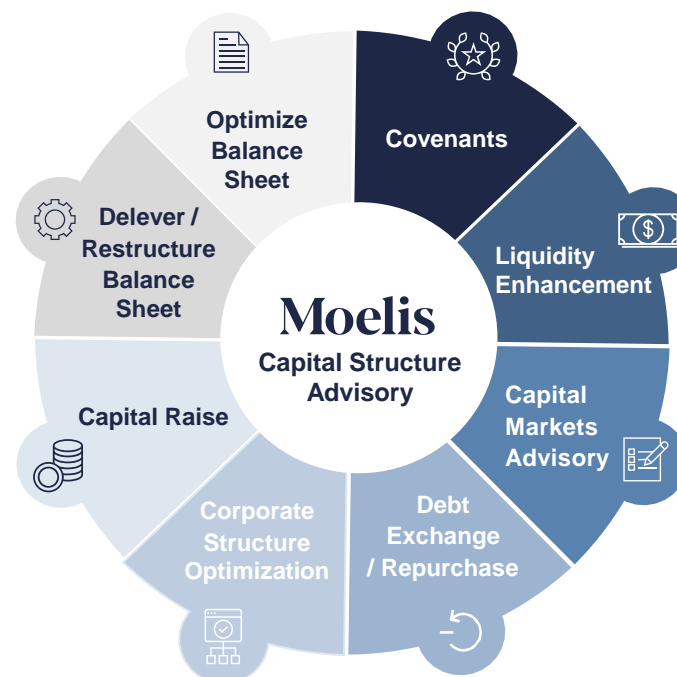 Optimize
Balance
Sheet
Covenants
Delever /
Restructure
Balance
Sheet
Liquidity
Enhancement
Moelis
Capital Structure
Advisory
Capital Raise
Capital
Markets
Advisory
Corporate
Structure
Optimization
Debt
Exchange
/ Repurchase
$